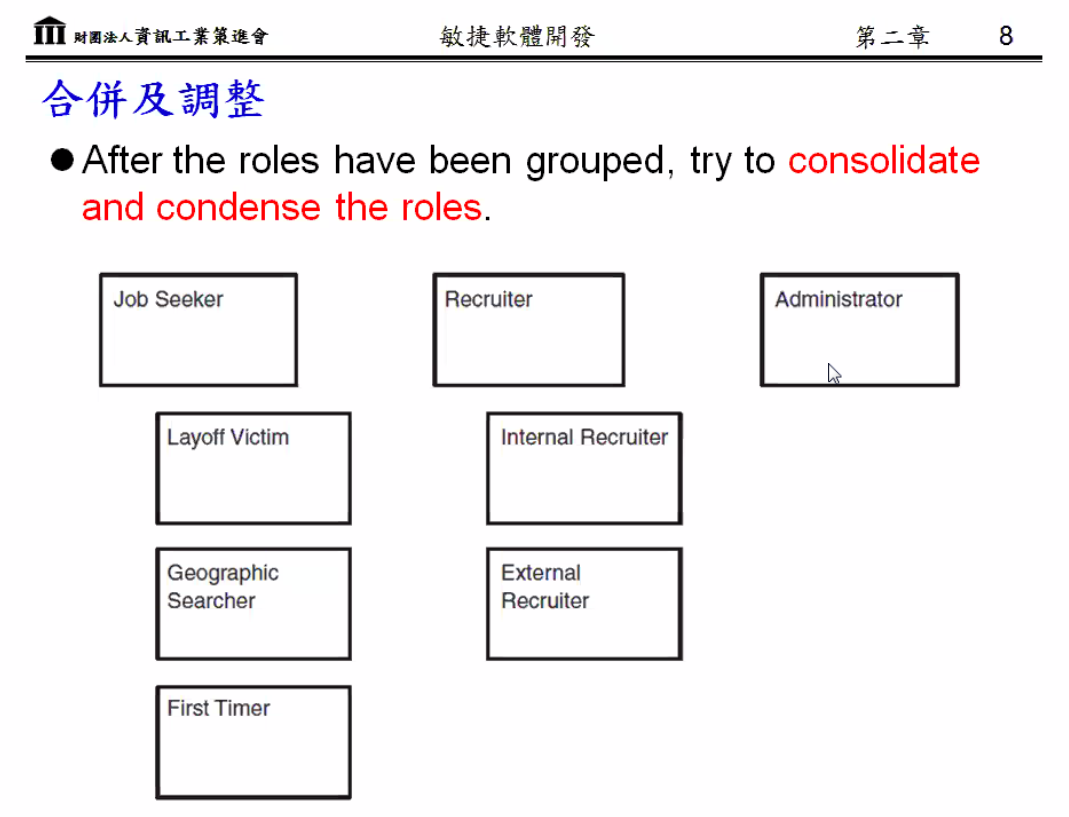 財團法人資訊工業策進會 敏捷軟體開發 第二章 8
合併及調整
●After the roles have been grouped, try to consolidate
and condense the roles.
Job Seeker
Recruiter
Administrator
Layoff Victim
Internal Recruiter
Geographic
Searcher
External
Recruiter
First Timer